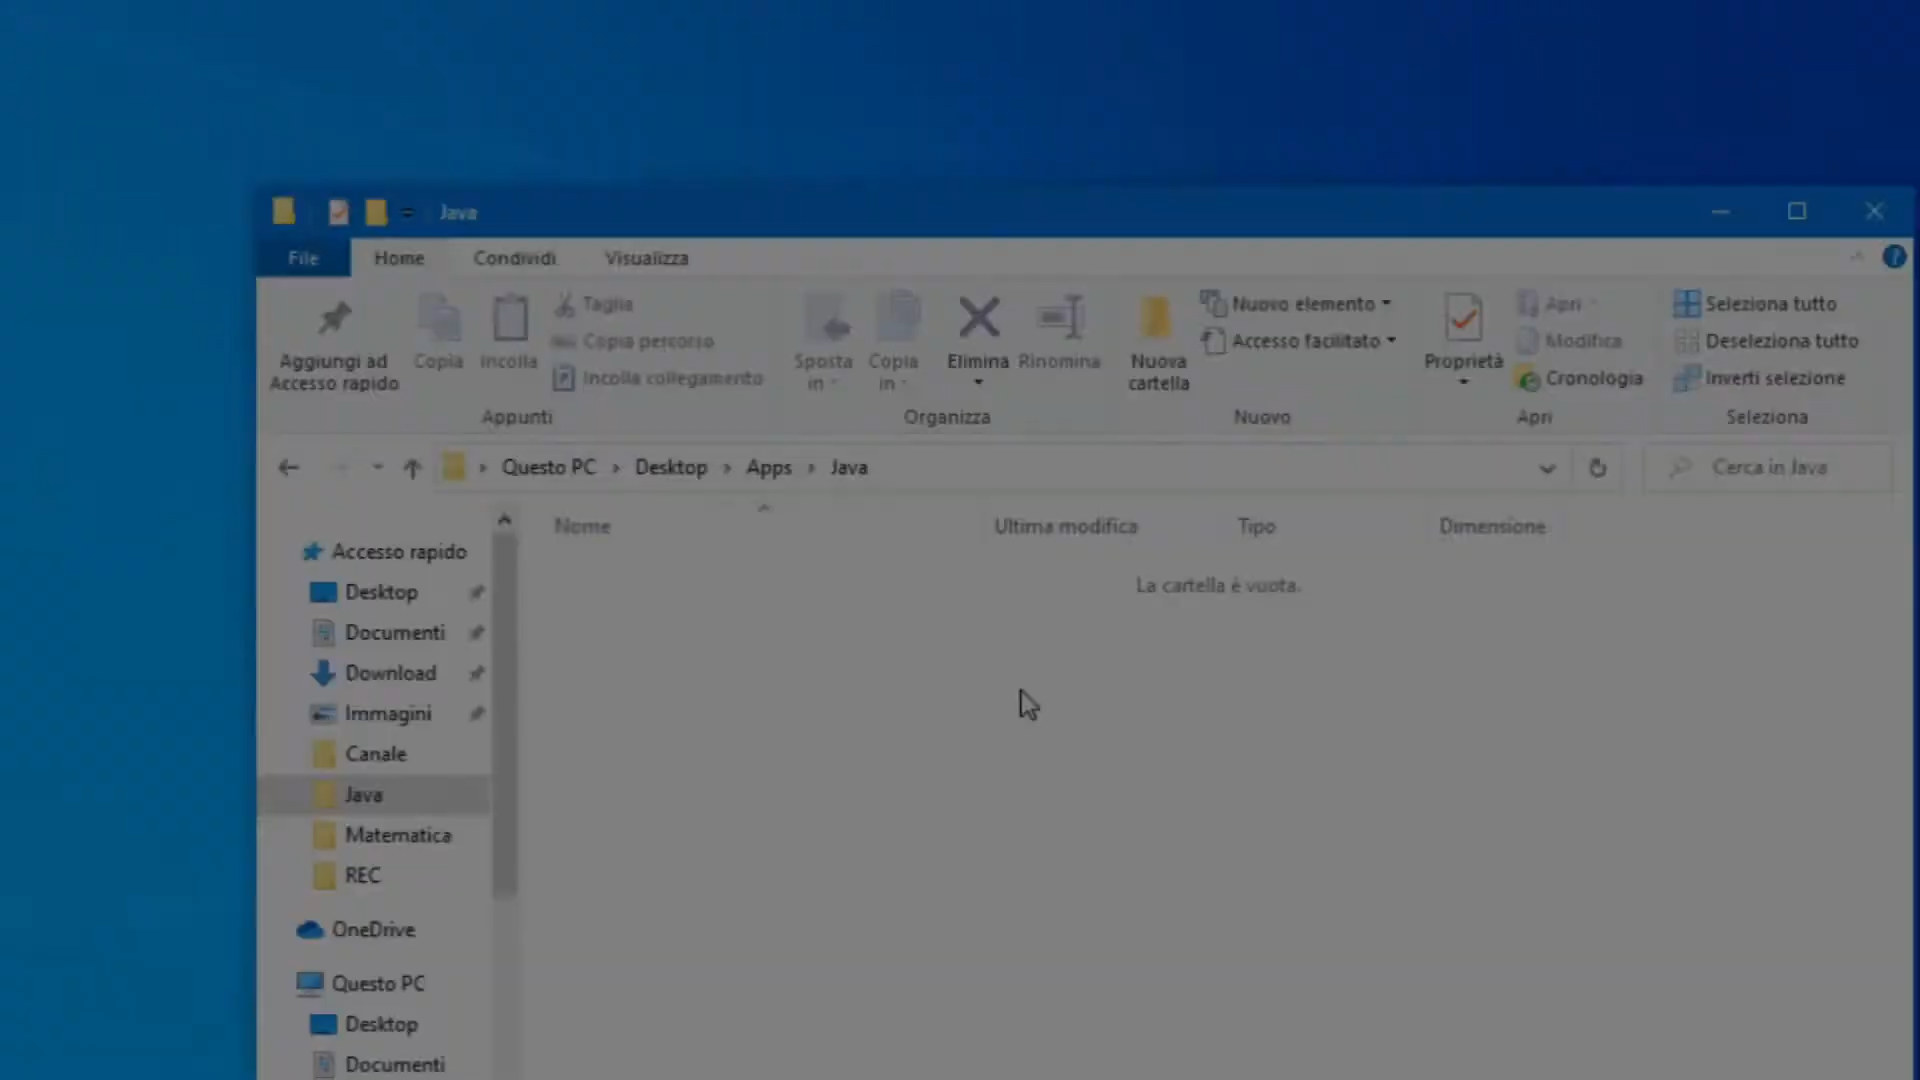 Java
File Home Condividi Visualizza
Aggiungi ad
Accesso rapido
Copia
Incolla
Taglia
Copia percorso
Incolla collegamento
Appunti
Sposta
in
Copia
in
Elimina
Rinomina
Organizza
Nuova
cartella
Nuovo elemento
Accesso facilitato
Nuovo
Proprietà
Apri
Modifica
Cronologia
Apri
Seleziona tutto
Deseleziona tutto
Inverti selezione
Seleziona
Questo PC > Desktop > Apps > Java
Cerca in Java
Nome Ultima modifica Tipo Dimensione
La cartella è vuota.
Accesso rapido
Desktop
Documenti
Download
Immagini
Canale
Java
Matematica
REC
OneDrive
Questo PC
Desktop
Documenti